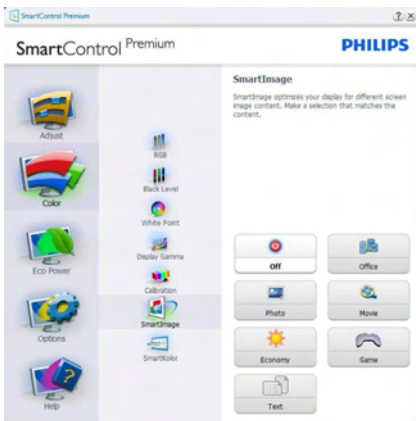 SmartControl Premium
SmartControl Premium
PHILIPS
Adjust
Color
Eco Power
Options
Help
RGB
Black Level
White Point
Display Gamma
Calibration
SmartImage
SmartKolor
SmartImage
SmartImage optimizes your display for different screen
image content. Make a selection that matches the
content.
Off
Office
Photo
Movie
Economy
Game
Text